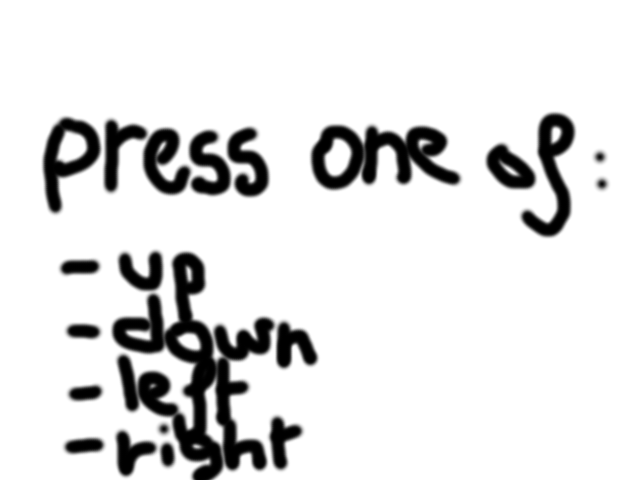 press one of:
- up
- down
- left
- right